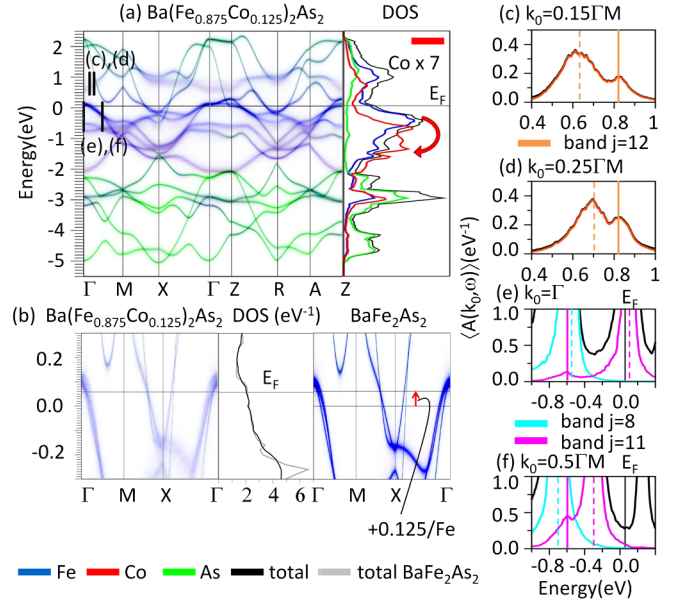 (a) Ba(Fe0.875Co0.125)2As2
DOS
2
1
0
-1
-2
-3
-4
-5
Energy(eV)
(c),(d)
(e),(f)
Co x 7
EF
Γ M X Γ Z R A Z
(b) Ba(Fe0.875Co0.125)2As2 DOS (eV-1) BaFe2As2
0.2
0.0
-0.2
EF
Γ M X Γ 2 4 6 Γ M X Γ
+0.125/Fe
Fe Co As total total BaFe2As2
(c) k0=0.15ΓM
0.4
0.2
0.0
0.4 0.6 0.8 1
band j=12
(d) k0=0.25ΓM
0.4
0.2
0.0
0.4 0.6 0.8 1
⟨A(k0,ω)⟩(eV-1)
(e) k0=Γ EF
1.0
0.5
0.0
-0.8 -0.4 0.0
band j=8
band j=11
(f) k0=0.5ΓM EF
1.0
0.5
0.0
-0.8 -0.4 0.0
Energy(eV)